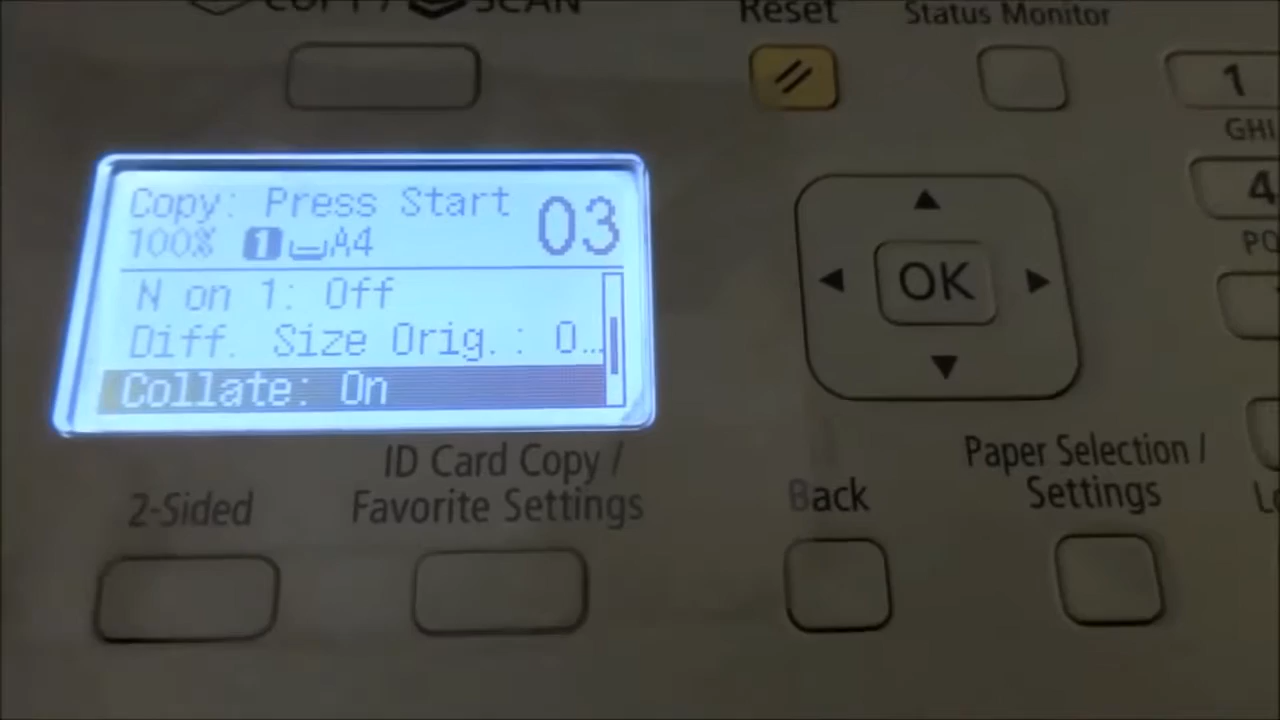 COPY / SCAN
Reset
Status Monitor
1
GHI
4
Copy: Press Start
03
100% 1 A4
N on 1: Off
Diff. Size Orig.: O...
Collate: On
OK
2-Sided
ID Card Copy /
Favorite Settings
Back
Paper Selection /
Settings